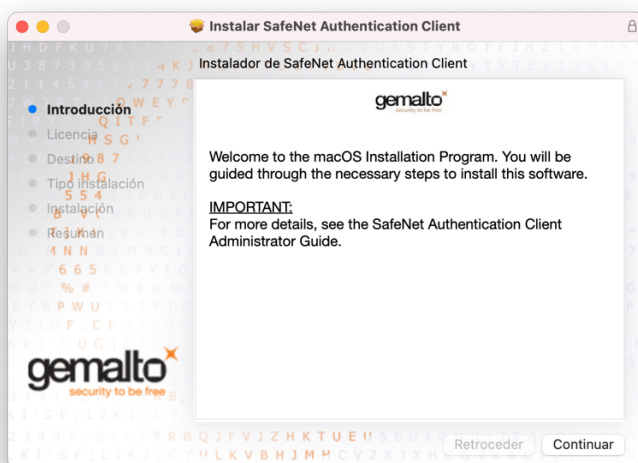 Instalar SafeNet Authentication Client
Instalador de SafeNet Authentication Client
Introducción
Licencia
Destino
Tipo instalación
Instalación
Resumen
gemalto
security to be free
Welcome to the macOS Installation Program. You will be
guided through the necessary steps to install this software.
IMPORTANT:
For more details, see the SafeNet Authentication Client
Administrator Guide.
gemalto
security to be free
Retroceder
Continuar